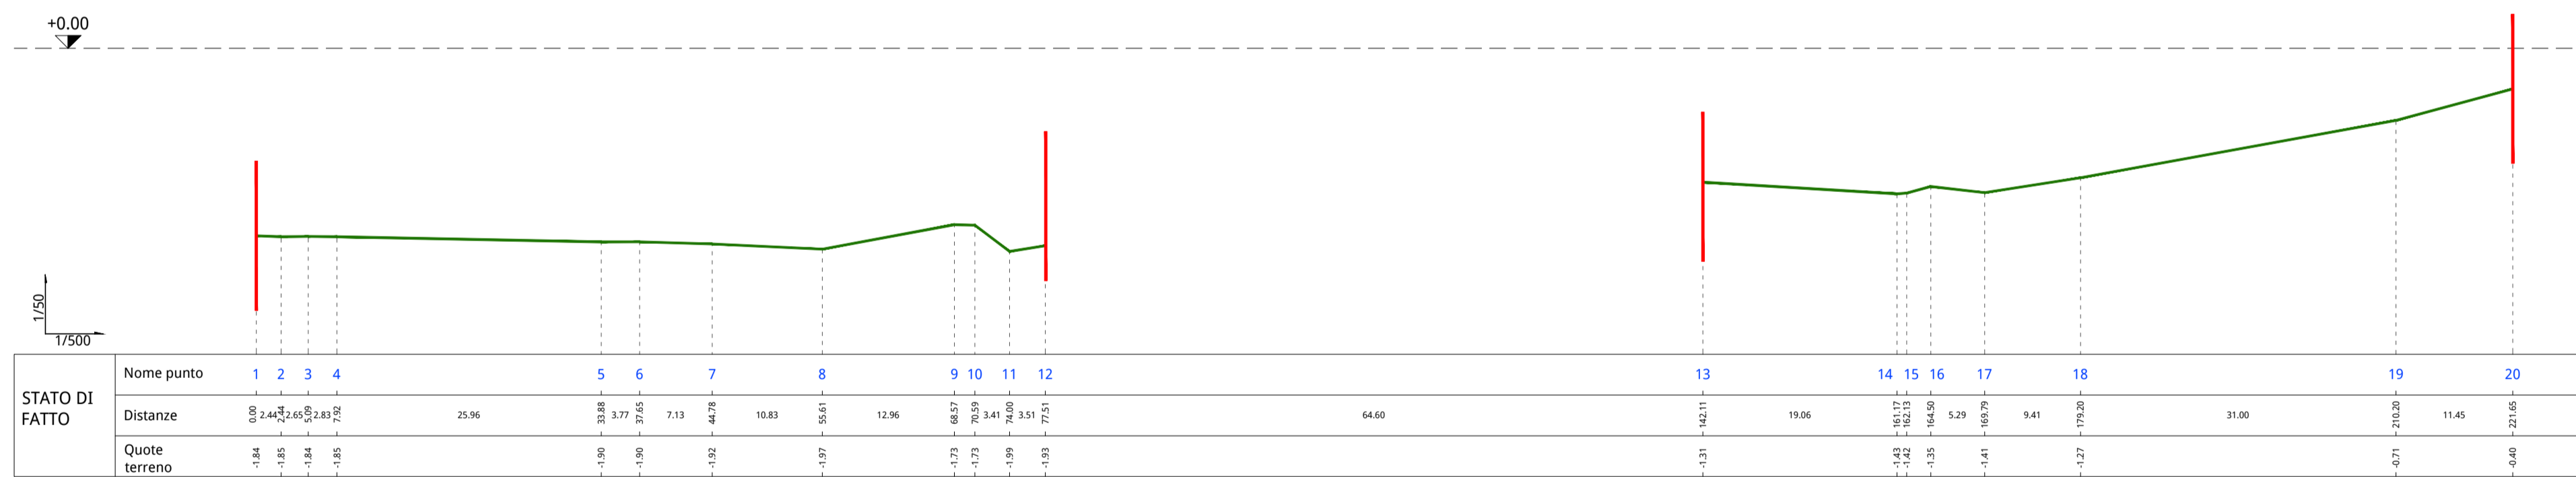 +0.00
1/50
1/500
STATO DI
FATTO
Nome punto
1 2 3 4 5 6 7 8 9 10 11 12 13 14 15 16 17 18 19 20
Distanze
0.00 2.44 2.44 2.65 5.09 2.83 7.92 25.96 33.88 3.77 37.65 7.13 44.78 10.83 55.61 12.96 68.57 70.59 3.41 74.00 3.51 77.51 64.60 142.11 19.06 161.17 162.13 164.50 5.29 169.79 9.41 179.20 31.00 210.20 11.45 221.65
Quote
terreno
-1.84 -1.85 -1.84 -1.85 -1.90 -1.90 -1.92 -1.97 -1.73 -1.73 -1.99 -1.93 -1.31 -1.43 -1.42 -1.35 -1.41 -1.27 -0.71 -0.40